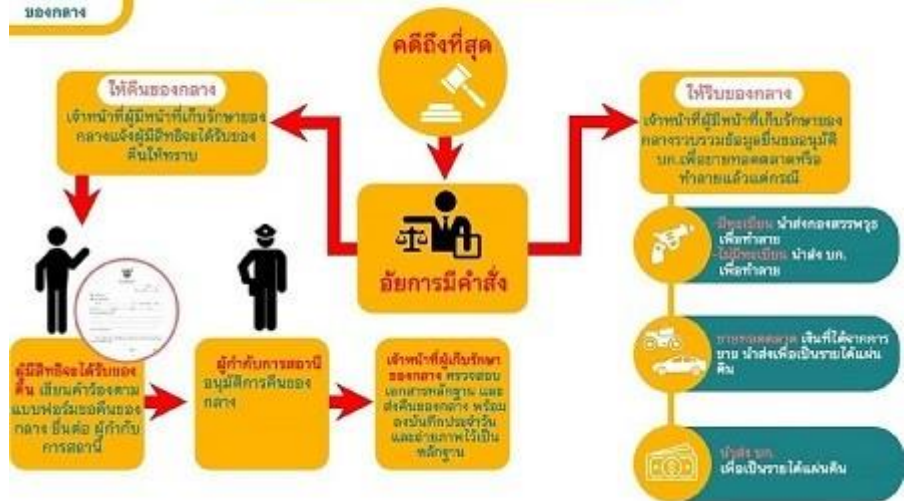 ของกลาง
คดีถึงที่สุด
ให้คืนของกลาง
เจ้าหน้าที่ผู้มีหน้าที่เก็บรักษาของ
กลางแจ้งผู้มีสิทธิจะได้รับของ
คืนให้ทราบ
ให้ริบของกลาง
เจ้าหน้าที่ผู้มีหน้าที่เก็บรักษาของ
กลางรวบรวมข้อมูลยื่นขออนุมัติ
บก.เพื่อขายทอดตลาดหรือ
ทำลายแล้วแต่กรณี
อัยการมีคำสั่ง
-มีทะเบียน นำส่งกองสรรพาวุธ
เพื่อทำลาย
-ไม่มีทะเบียน นำส่ง บก.
เพื่อทำลาย
ขายทอดตลาด เงินที่ได้จากการ
ขาย นำส่งเพื่อเป็นรายได้แผ่น
ดิน
นำส่ง บก.
เพื่อเป็นรายได้แผ่นดิน
ผู้มีสิทธิจะได้รับของ
คืน เขียนคำร้องตาม
แบบฟอร์มขอคืนของ
กลาง ยื่นต่อ ผู้กำกับ
การสถานี
ผู้กำกับการสถานี
อนุมัติการคืนของ
กลาง
เจ้าหน้าที่ผู้เก็บรักษา
ของกลาง ตรวจสอบ
เอกสารหลักฐาน และ
ส่งคืนของกลาง พร้อม
ลงบันทึกประจำวัน
และถ่ายภาพไว้เป็น
หลักฐาน